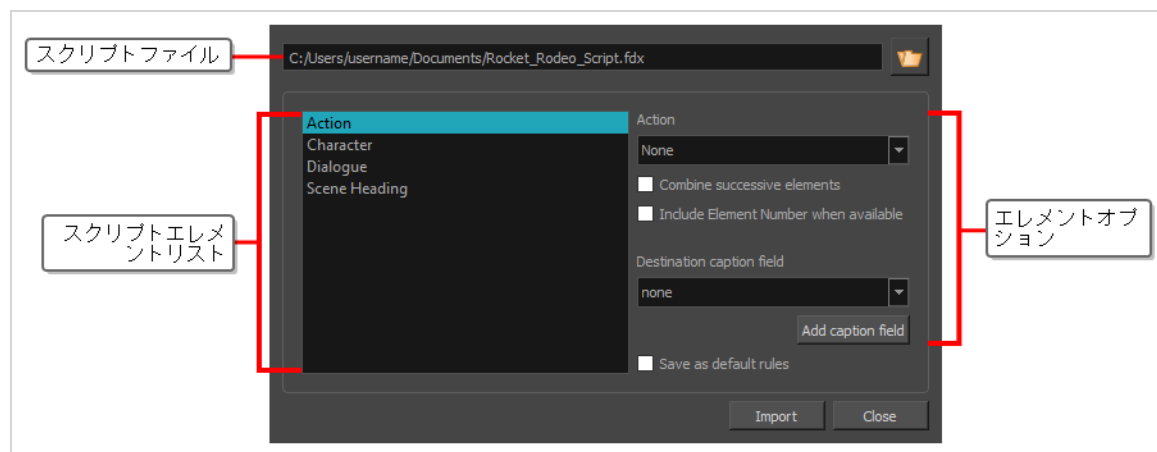 スクリプトファイル
C:/Users/username/Documents/Rocket_Rodeo_Script.fdx
Action
Character
Dialogue
Scene Heading
Action
None
Combine successive elements
Include Element Number when available
Destination caption field
none
Add caption field
Save as default rules
スクリプトエレメ
ントリスト
エレメントオプ
ション
Import
Close